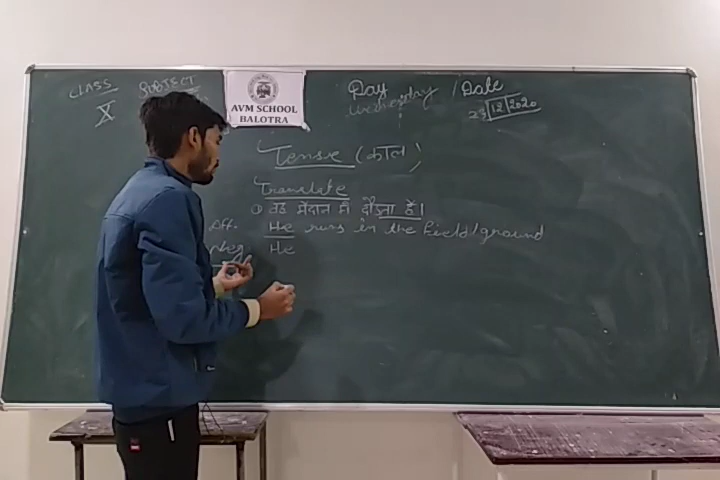 CLASS SUBJECT
X
AVM SCHOOL
BALOTRA
Day / Date
Wednesday 23/12/2020
Tense (काल)
Translate
① वह मैदान में दौड़ता है।
Aff. He runs in the field/ground
Neg. He